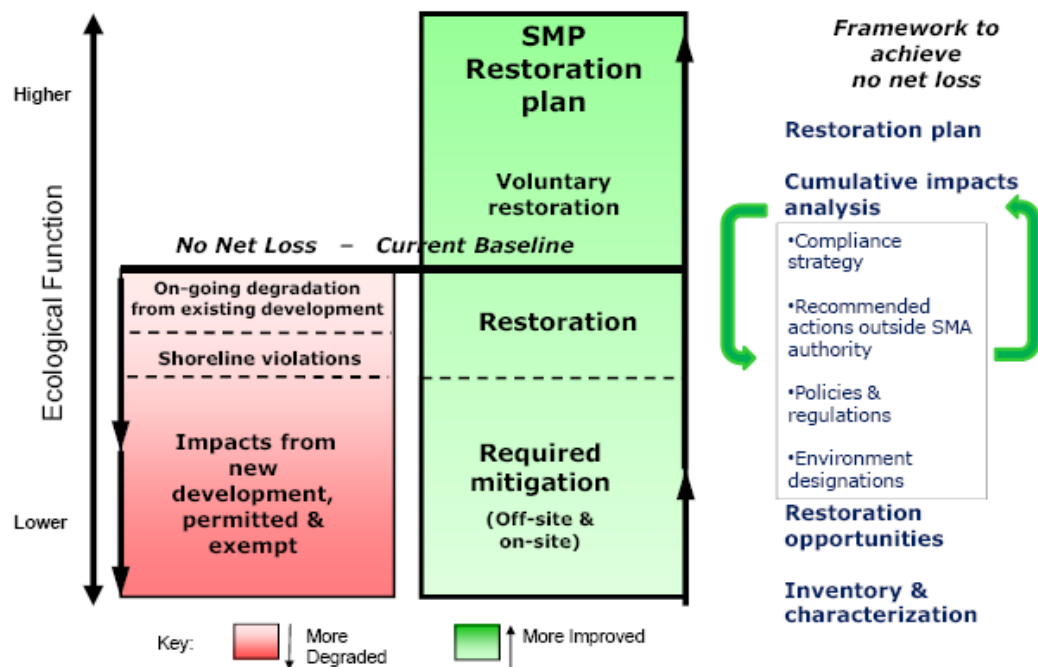 Ecological Function
Higher
Lower
SMP
Restoration
plan
Voluntary
restoration
No Net Loss – Current Baseline
On-going degradation
from existing development
Shoreline violations
Impacts from
new
development,
permitted &
exempt
Restoration
Required
mitigation
(Off-site &
on-site)
Framework to
achieve
no net loss
Restoration plan
Cumulative impacts
analysis
•Compliance
strategy
•Recommended
actions outside SMA
authority
•Policies &
regulations
•Environment
designations
Restoration
opportunities
Inventory &
characterization
Key:
More
Degraded
More Improved